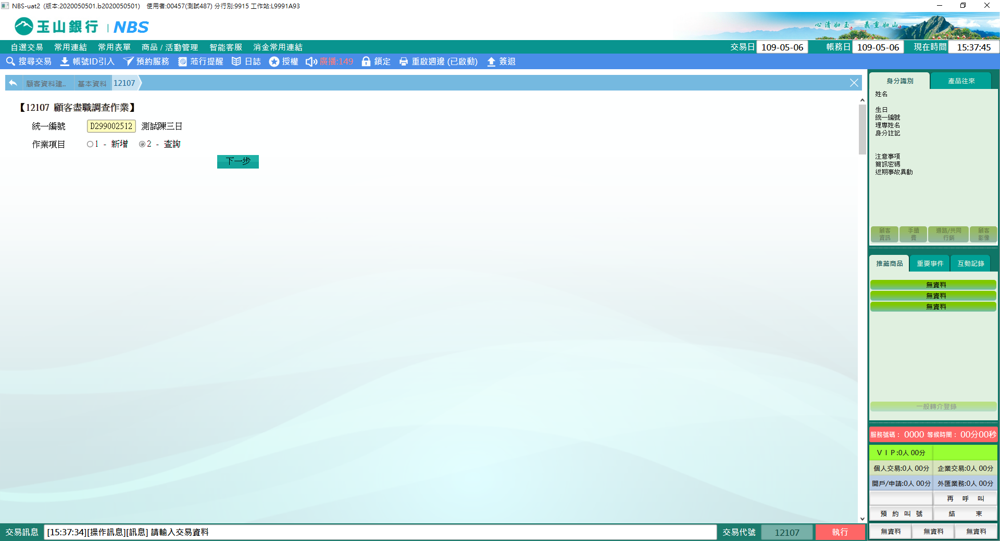 NBS-uat2 (版本:2020050501.b2020050501) 使用者:00457(測試487) 分行別:9915 工作站:L9991A93
玉山銀行 | NBS
心清如玉。 義重如山。
自選交易 常用連結 常用表單 商品 / 活動管理 智能客服 消金常用連結 交易日 109-05-06 帳務日 109-05-06 現在時間 15:37:45
搜尋交易 帳號ID引入 預約服務 蒞行提醒 日誌 授權 廣播:149 鎖定 重啟週邊 (已啟動) 簽退
顧客資料建.. 基本資料 12107
【12107 顧客盡職調查作業】
統一編號 D299002512 測試陳三日
作業項目 1 - 新增 2 - 查詢
下一步
身分識別 產品往來
姓名
生日
統一編號
理專姓名
身分註記
注意事項
簡訊密碼
近期事故異動
顧客資訊 手續費 通路/共同行銷 顧客影像
推薦商品 重要事件 互動記錄
無資料
無資料
無資料
一般轉介登錄
服務號碼： 0000 等候時間： 00分00秒
ＶＩＰ:0人 00分
個人交易:0人 00分 企業交易:0人 00分
開戶/申請:0人 00分 外匯業務:0人 00分
再 呼 叫
預 約 叫 號 結 束
無資料 無資料 無資料
交易訊息 [15:37:34][操作訊息][訊息] 請輸入交易資料 交易代號 12107 執行